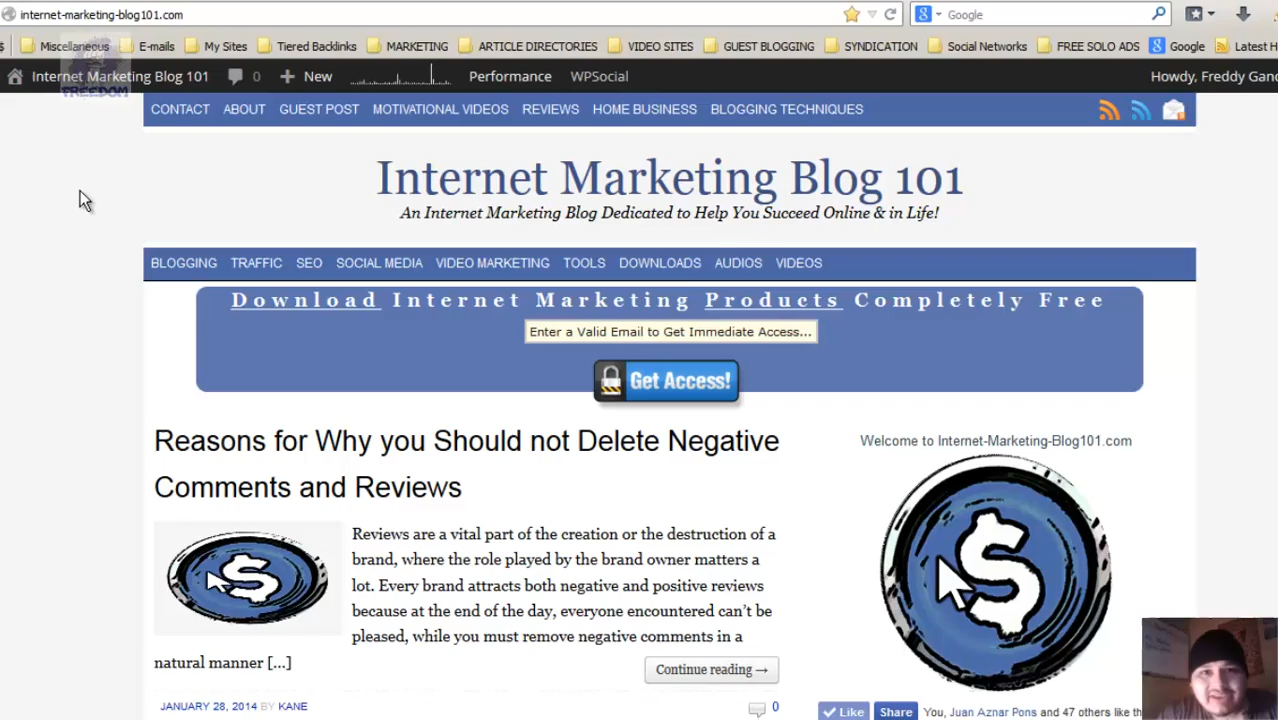 internet-marketing-blog101.com
Google
Miscellaneous E-mails My Sites Tiered Backlinks MARKETING ARTICLE DIRECTORIES VIDEO SITES GUEST BLOGGING SYNDICATION Social Networks FREE SOLO ADS Google Latest H
Internet Marketing Blog 101 0 New Performance WPSocial Howdy, Freddy Ganc
FREEDOM
CONTACT ABOUT GUEST POST MOTIVATIONAL VIDEOS REVIEWS HOME BUSINESS BLOGGING TECHNIQUES
Internet Marketing Blog 101
An Internet Marketing Blog Dedicated to Help You Succeed Online & in Life!
BLOGGING TRAFFIC SEO SOCIAL MEDIA VIDEO MARKETING TOOLS DOWNLOADS AUDIOS VIDEOS
Download Internet Marketing Products Completely Free
Enter a Valid Email to Get Immediate Access...
Get Access!
Reasons for Why you Should not Delete Negative
Comments and Reviews
Reviews are a vital part of the creation or the destruction of a
brand, where the role played by the brand owner matters a
lot. Every brand attracts both negative and positive reviews
because at the end of the day, everyone encountered can't be
pleased, while you must remove negative comments in a
natural manner [...]
Continue reading →
JANUARY 28, 2014 BY KANE 0
Welcome to Internet-Marketing-Blog101.com
Like Share You, Juan Aznar Pons and 47 others like th